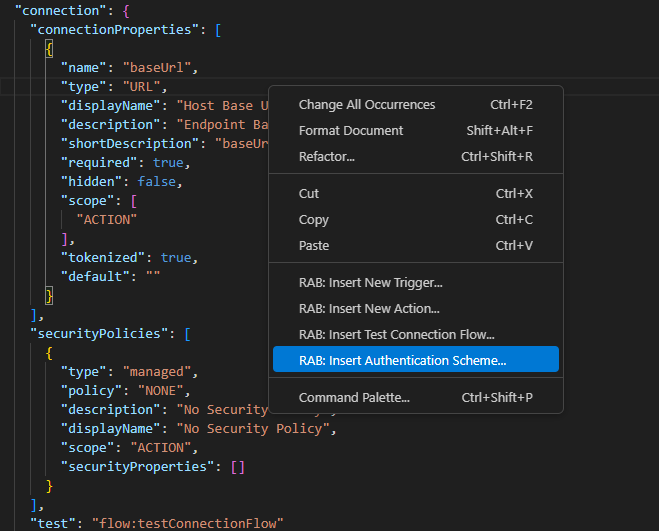 "connection": {
"connectionProperties": [
{
"name": "baseUrl",
"type": "URL",
"displayName": "Host Base U
"description": "Endpoint Ba
"shortDescription": "baseUr
"required": true,
"hidden": false,
"scope": [
"ACTION"
],
"tokenized": true,
"default": ""
}
],
"securityPolicies": [
{
"type": "managed",
"policy": "NONE",
"description": "No Security
"displayName": "No Security Policy",
"scope": "ACTION",
"securityProperties": []
}
],
"test": "flow:testConnectionFlow"
Change All Occurrences Ctrl+F2
Format Document Shift+Alt+F
Refactor... Ctrl+Shift+R
Cut Ctrl+X
Copy Ctrl+C
Paste Ctrl+V
RAB: Insert New Trigger...
RAB: Insert New Action...
RAB: Insert Test Connection Flow...
RAB: Insert Authentication Scheme...
Command Palette... Ctrl+Shift+P